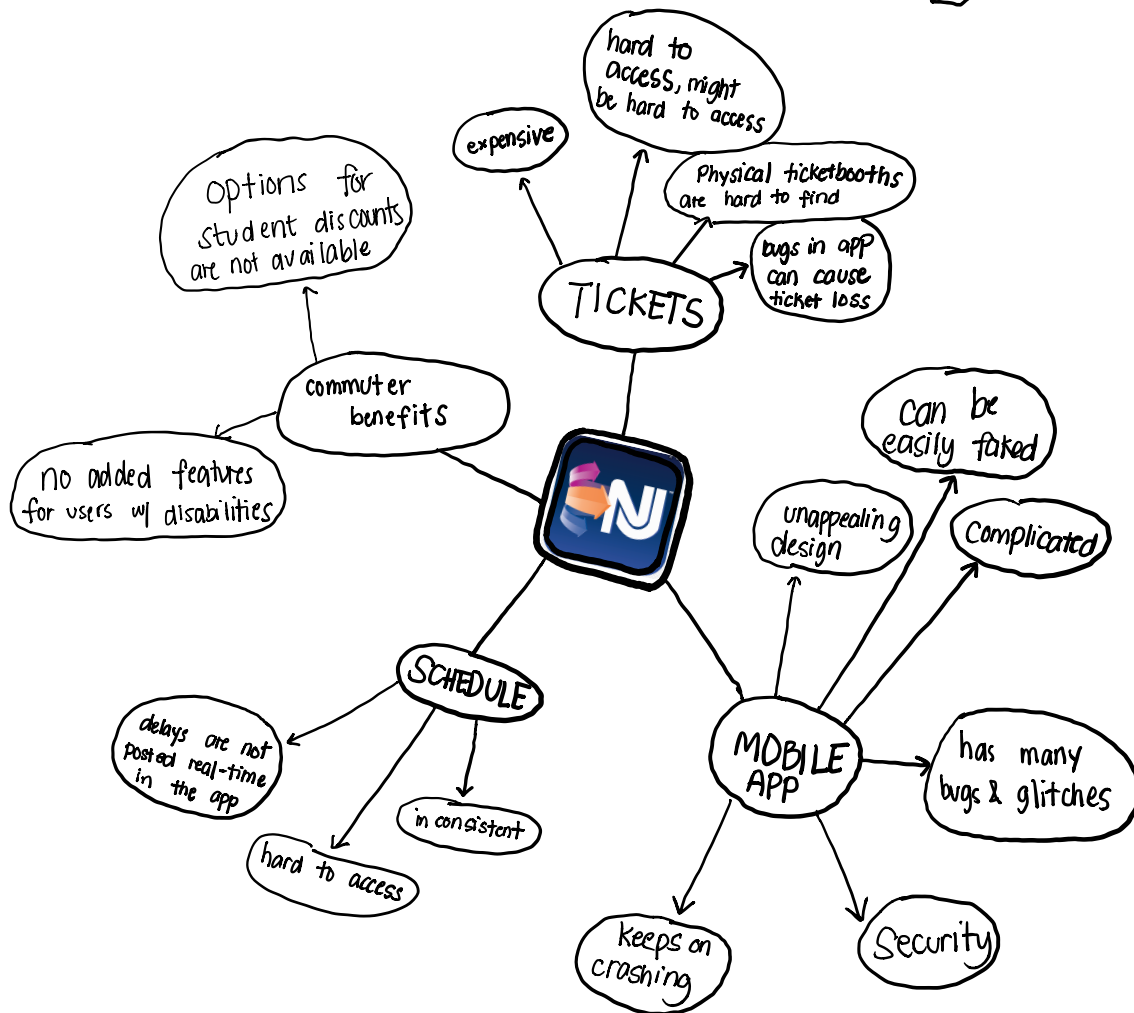 hard to
access, might
be hard to access
expensive
Physical ticketbooths
are hard to find
options for
student discounts
are not available
bugs in app
can cause
ticket loss
TICKETS
commuter
benefits
can be
easily faked
no added features
for users w/ disabilities
NJ
unappealing
design
complicated
SCHEDULE
delays are not
posted real-time
in the app
MOBILE
APP
has many
bugs & glitches
in consistent
hard to access
keeps on
crashing
Security